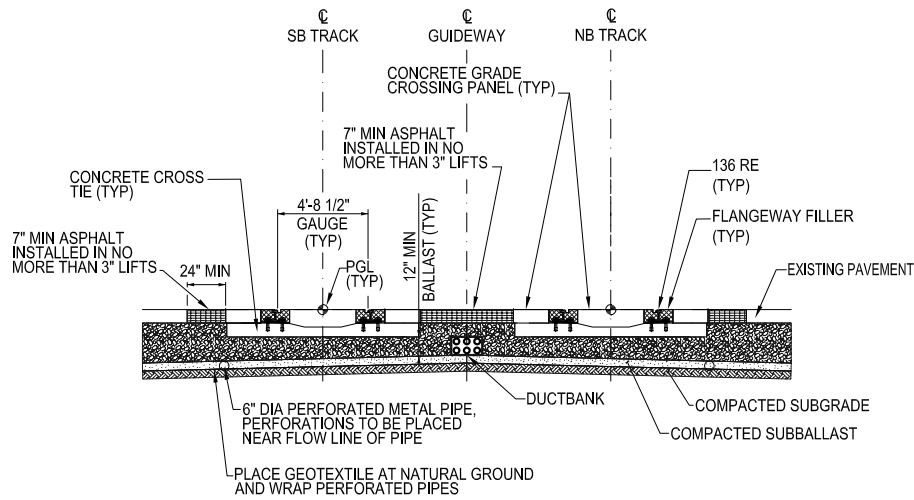 ℄
SB TRACK
℄
GUIDEWAY
℄
NB TRACK
CONCRETE GRADE
CROSSING PANEL (TYP)
7" MIN ASPHALT
INSTALLED IN NO
MORE THAN 3" LIFTS
CONCRETE CROSS
TIE (TYP)
4'-8 1/2"
GAUGE
(TYP)
12" MIN
BALLAST (TYP)
136 RE
(TYP)
FLANGEWAY FILLER
(TYP)
7" MIN ASPHALT
INSTALLED IN NO
MORE THAN 3" LIFTS
24" MIN
PGL
(TYP)
EXISTING PAVEMENT
6" DIA PERFORATED METAL PIPE,
PERFORATIONS TO BE PLACED
NEAR FLOW LINE OF PIPE
DUCTBANK
COMPACTED SUBGRADE
COMPACTED SUBBALLAST
PLACE GEOTEXTILE AT NATURAL GROUND
AND WRAP PERFORATED PIPES